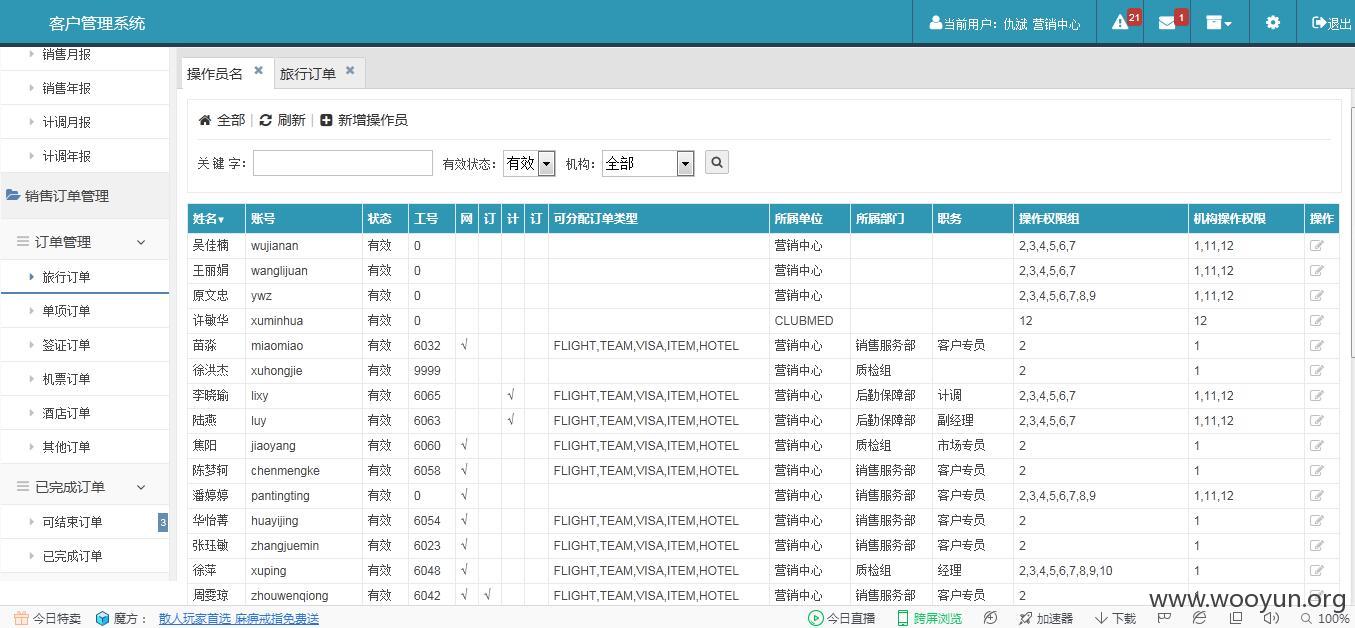 客户管理系统
当前用户：仇斌 营销中心
21
1
退出
销售月报
销售年报
计调月报
计调年报
销售订单管理
订单管理
旅行订单
单项订单
签证订单
机票订单
酒店订单
其他订单
已完成订单
可结束订单 3
已完成订单
操作员名 旅行订单
全部 | 刷新 | 新增操作员
关 键 字： 有效状态： 有效 机构： 全部
姓名▾ 账号 状态 工号 网 订 计 订 可分配订单类型 所属单位 所属部门 职务 操作权限组 机构操作权限 操作
吴佳楠 wujianan 有效 0 营销中心 2,3,4,5,6,7 1,11,12
王丽娟 wanglijuan 有效 0 营销中心 2,3,4,5,6,7 1,11,12
原文忠 ywz 有效 0 营销中心 2,3,4,5,6,7,8,9 1,11,12
许敏华 xuminhua 有效 0 CLUBMED 12 12
苗淼 miaomiao 有效 6032 √ FLIGHT,TEAM,VISA,ITEM,HOTEL 营销中心 销售服务部 客户专员 2 1
徐洪杰 xuhongjie 有效 9999 营销中心 质检组 2 1
李晓瑜 lixy 有效 6065 √ FLIGHT,TEAM,VISA,ITEM,HOTEL 营销中心 后勤保障部 计调 2,3,4,5,6,7 1,11,12
陆燕 luy 有效 6063 √ FLIGHT,TEAM,VISA,ITEM,HOTEL 营销中心 后勤保障部 副经理 2,3,4,5,6,7 1,11,12
焦阳 jiaoyang 有效 6060 √ FLIGHT,TEAM,VISA,ITEM,HOTEL 营销中心 质检组 市场专员 2 1
陈梦轲 chenmengke 有效 6058 √ FLIGHT,TEAM,VISA,ITEM,HOTEL 营销中心 销售服务部 客户专员 2 1
潘婷婷 pantingting 有效 0 √ 营销中心 销售服务部 客户专员 2,3,4,5,6,7,8,9 1,11,12
华怡菁 huayijing 有效 6054 √ FLIGHT,TEAM,VISA,ITEM,HOTEL 营销中心 销售服务部 客户专员 2 1
张珏敏 zhangjuemin 有效 6023 √ FLIGHT,TEAM,VISA,ITEM,HOTEL 营销中心 销售服务部 客户专员 2 1
徐萍 xuping 有效 6048 √ FLIGHT,TEAM,VISA,ITEM,HOTEL 营销中心 质检组 经理 2,3,4,5,6,7,8,9,10 1
周雯琼 zhouwenqiong 有效 6042 √ √ FLIGHT,TEAM,VISA,ITEM,HOTEL 营销中心 销售服务部 客户专员 2 1
www.wooyun.org
今日特卖 魔方： 散人玩家首选 麻痹戒指免费送 今日直播 跨屏浏览 加速器 下载 100%